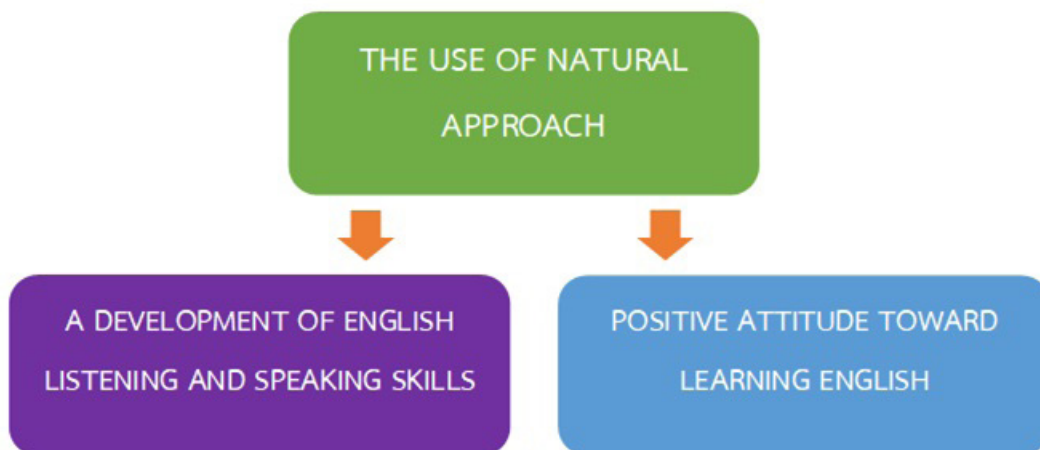 THE USE OF NATURAL
APPROACH
A DEVELOPMENT OF ENGLISH
LISTENING AND SPEAKING SKILLS
POSITIVE ATTITUDE TOWARD
LEARNING ENGLISH